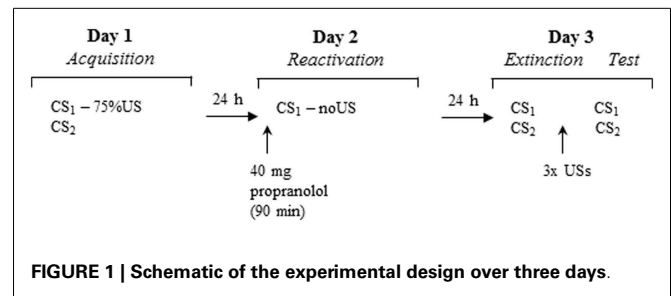 Day 1 Day 2 Day 3
Acquisition Reactivation Extinction Test
CS1 – 75%US 24 h CS1 – noUS 24 h CS1 CS1
CS2 CS2 CS2
40 mg 3x USs
propranolol
(90 min)
FIGURE 1 | Schematic of the experimental design over three days.